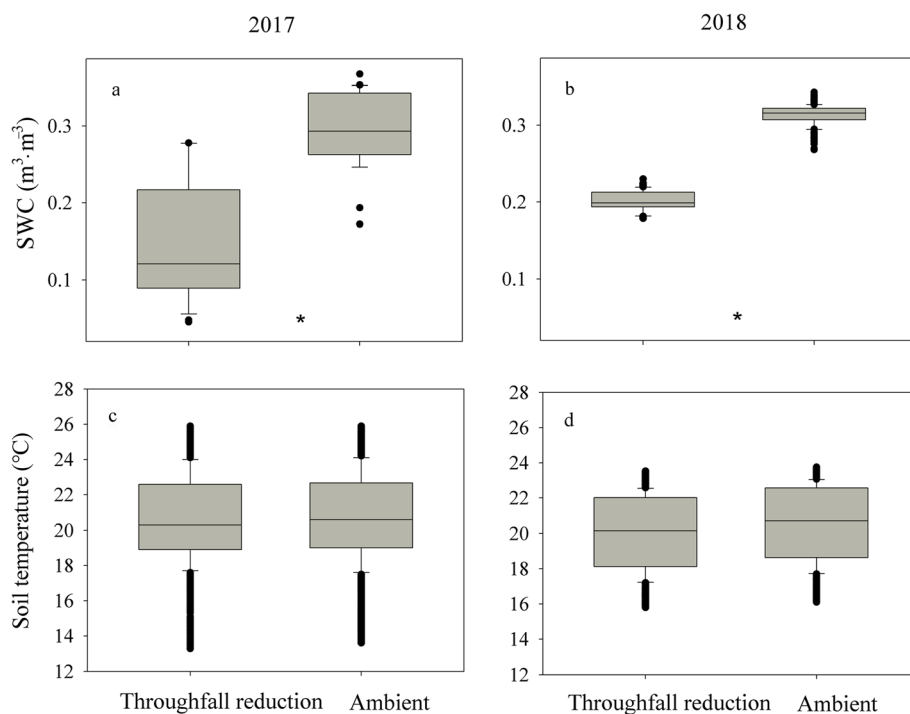 2017
2018
a
b
SWC (m³·m⁻³)
0.3
0.2
0.1
*
0.3
0.2
0.1
*
c
d
Soil temperature (°C)
28
26
24
22
20
18
16
14
12
28
26
24
22
20
18
16
14
12
Throughfall reduction
Ambient
Throughfall reduction
Ambient